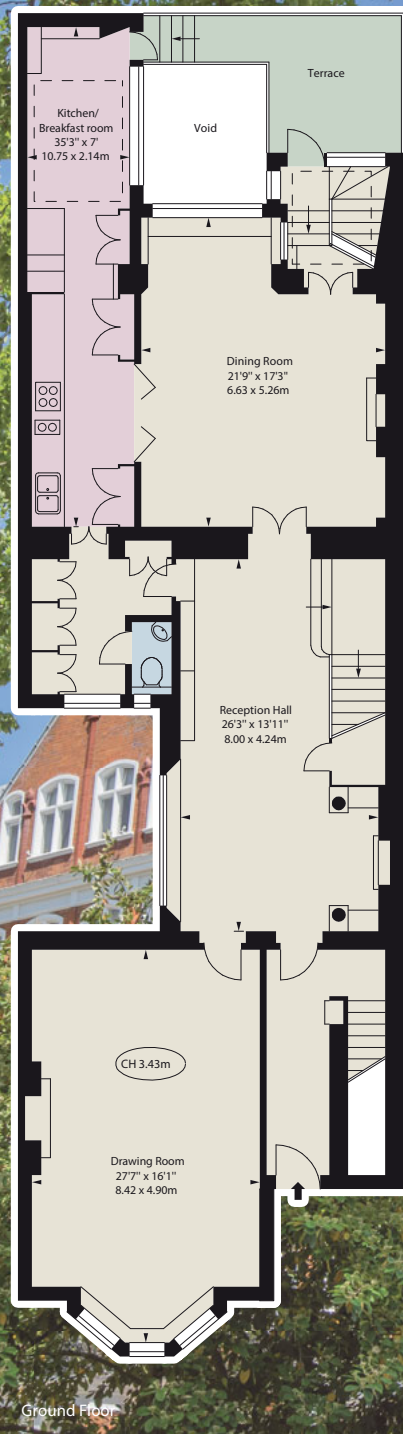 Terrace
Kitchen/
Breakfast room
35'3" x 7'
10.75 x 2.14m
Void
Dining Room
21'9" x 17'3"
6.63 x 5.26m
Reception Hall
26'3" x 13'11"
8.00 x 4.24m
CH 3.43m
Drawing Room
27'7" x 16'1"
8.42 x 4.90m
Ground Floor